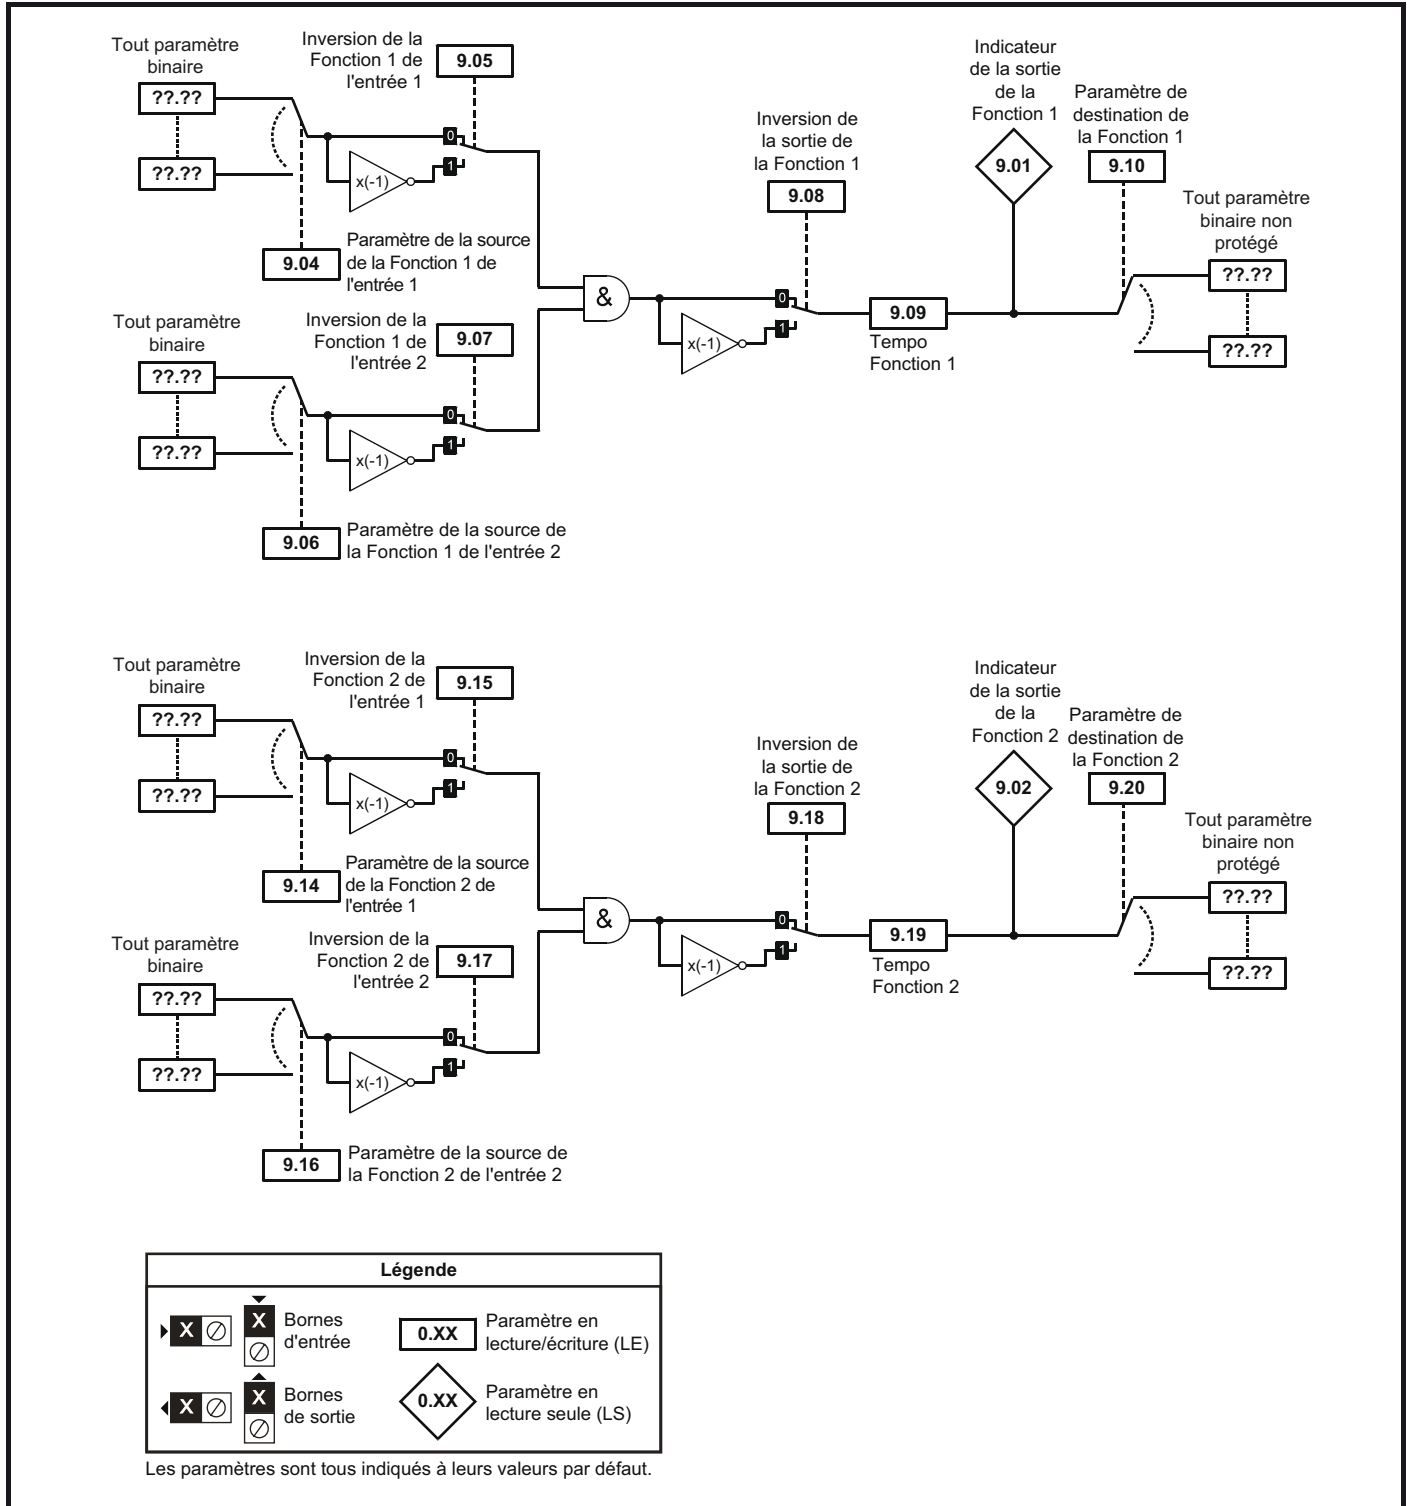 Tout paramètre
binaire
??.??
??.??
Inversion de la
Fonction 1 de
l'entrée 1
9.05
0
1
x(-1)
9.04
Paramètre de la source
de la Fonction 1 de
l'entrée 1
Tout paramètre
binaire
??.??
??.??
Inversion de la
Fonction 1 de
l'entrée 2
9.07
0
1
x(-1)
9.06
Paramètre de la source de
la Fonction 1 de l'entrée 2
&
Inversion de
la sortie de
la Fonction 1
9.08
0
1
x(-1)
9.09
Tempo
Fonction 1
Indicateur
de la sortie
de la
Fonction 1
9.01
Paramètre de
destination de
la Fonction 1
9.10
Tout paramètre
binaire non
protégé
??.??
??.??
Tout paramètre
binaire
??.??
??.??
Inversion de la
Fonction 2 de
l'entrée 1
9.15
0
1
x(-1)
9.14
Paramètre de la source
de la Fonction 2 de
l'entrée 1
Tout paramètre
binaire
??.??
??.??
Inversion de la
Fonction 2 de
l'entrée 2
9.17
0
1
x(-1)
9.16
Paramètre de la source de
la Fonction 2 de l'entrée 2
&
Inversion de
la sortie de
la Fonction 2
9.18
0
1
x(-1)
9.19
Tempo
Fonction 2
Indicateur
de la sortie
de la
Fonction 2
9.02
Paramètre de
destination de
la Fonction 2
9.20
Tout paramètre
binaire non
protégé
??.??
??.??
Légende
X
X
Bornes
d'entrée
0.XX
Paramètre en
lecture/écriture (LE)
X
X
Bornes
de sortie
0.XX
Paramètre en
lecture seule (LS)
Les paramètres sont tous indiqués à leurs valeurs par défaut.